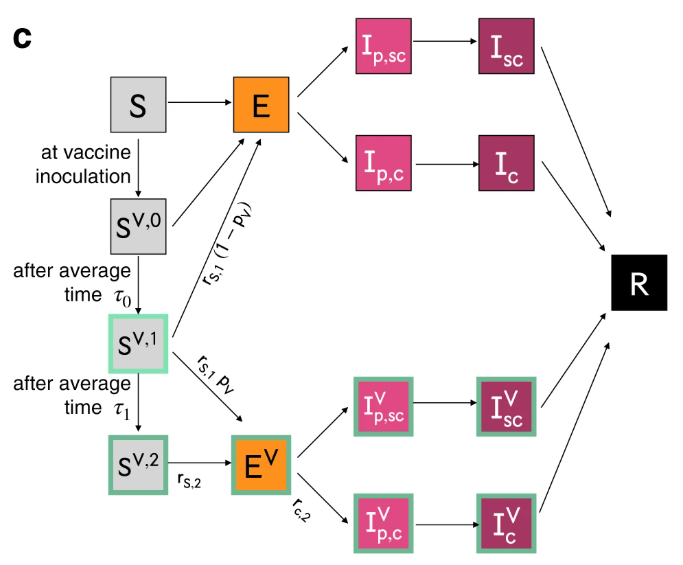 c
I_p,sc
I_sc
S
E
at vaccine
inoculation
I_p,c
I_c
S^V,0
r_S,1 (1 − p_V)
after average
time τ_0
R
S^V,1
r_S,1 p_V
after average
time τ_1
I^V_p,sc
I^V_sc
S^V,2
r_S,2
E^V
r_c,2
I^V_p,c
I^V_c